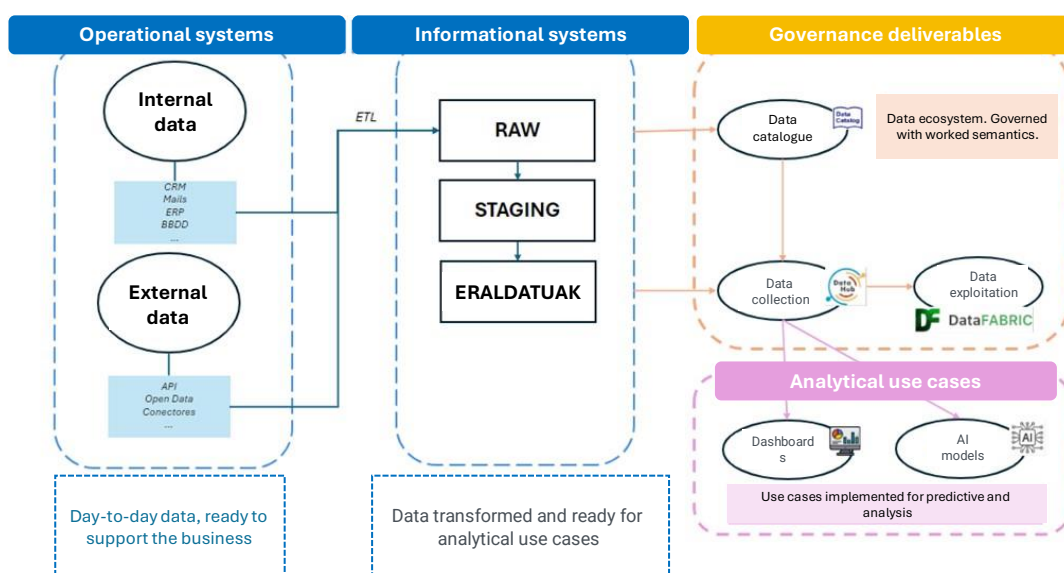 Operational systems
Informational systems
Governance deliverables
Internal
data
CRM
Mails
ERP
BBDD
...
External
data
API
Open Data
Conectores
...
ETL
RAW
STAGING
ERALDATUAK
Data
catalogue
Data
Catalog
Data ecosystem. Governed
with worked semantics.
Data
collection
Data
Hub
Data
exploitation
DF DataFABRIC
Analytical use cases
Dashboard
s
AI
models
AI
Use cases implemented for predictive and
analysis
Day-to-day data, ready to
support the business
Data transformed and ready for
analytical use cases